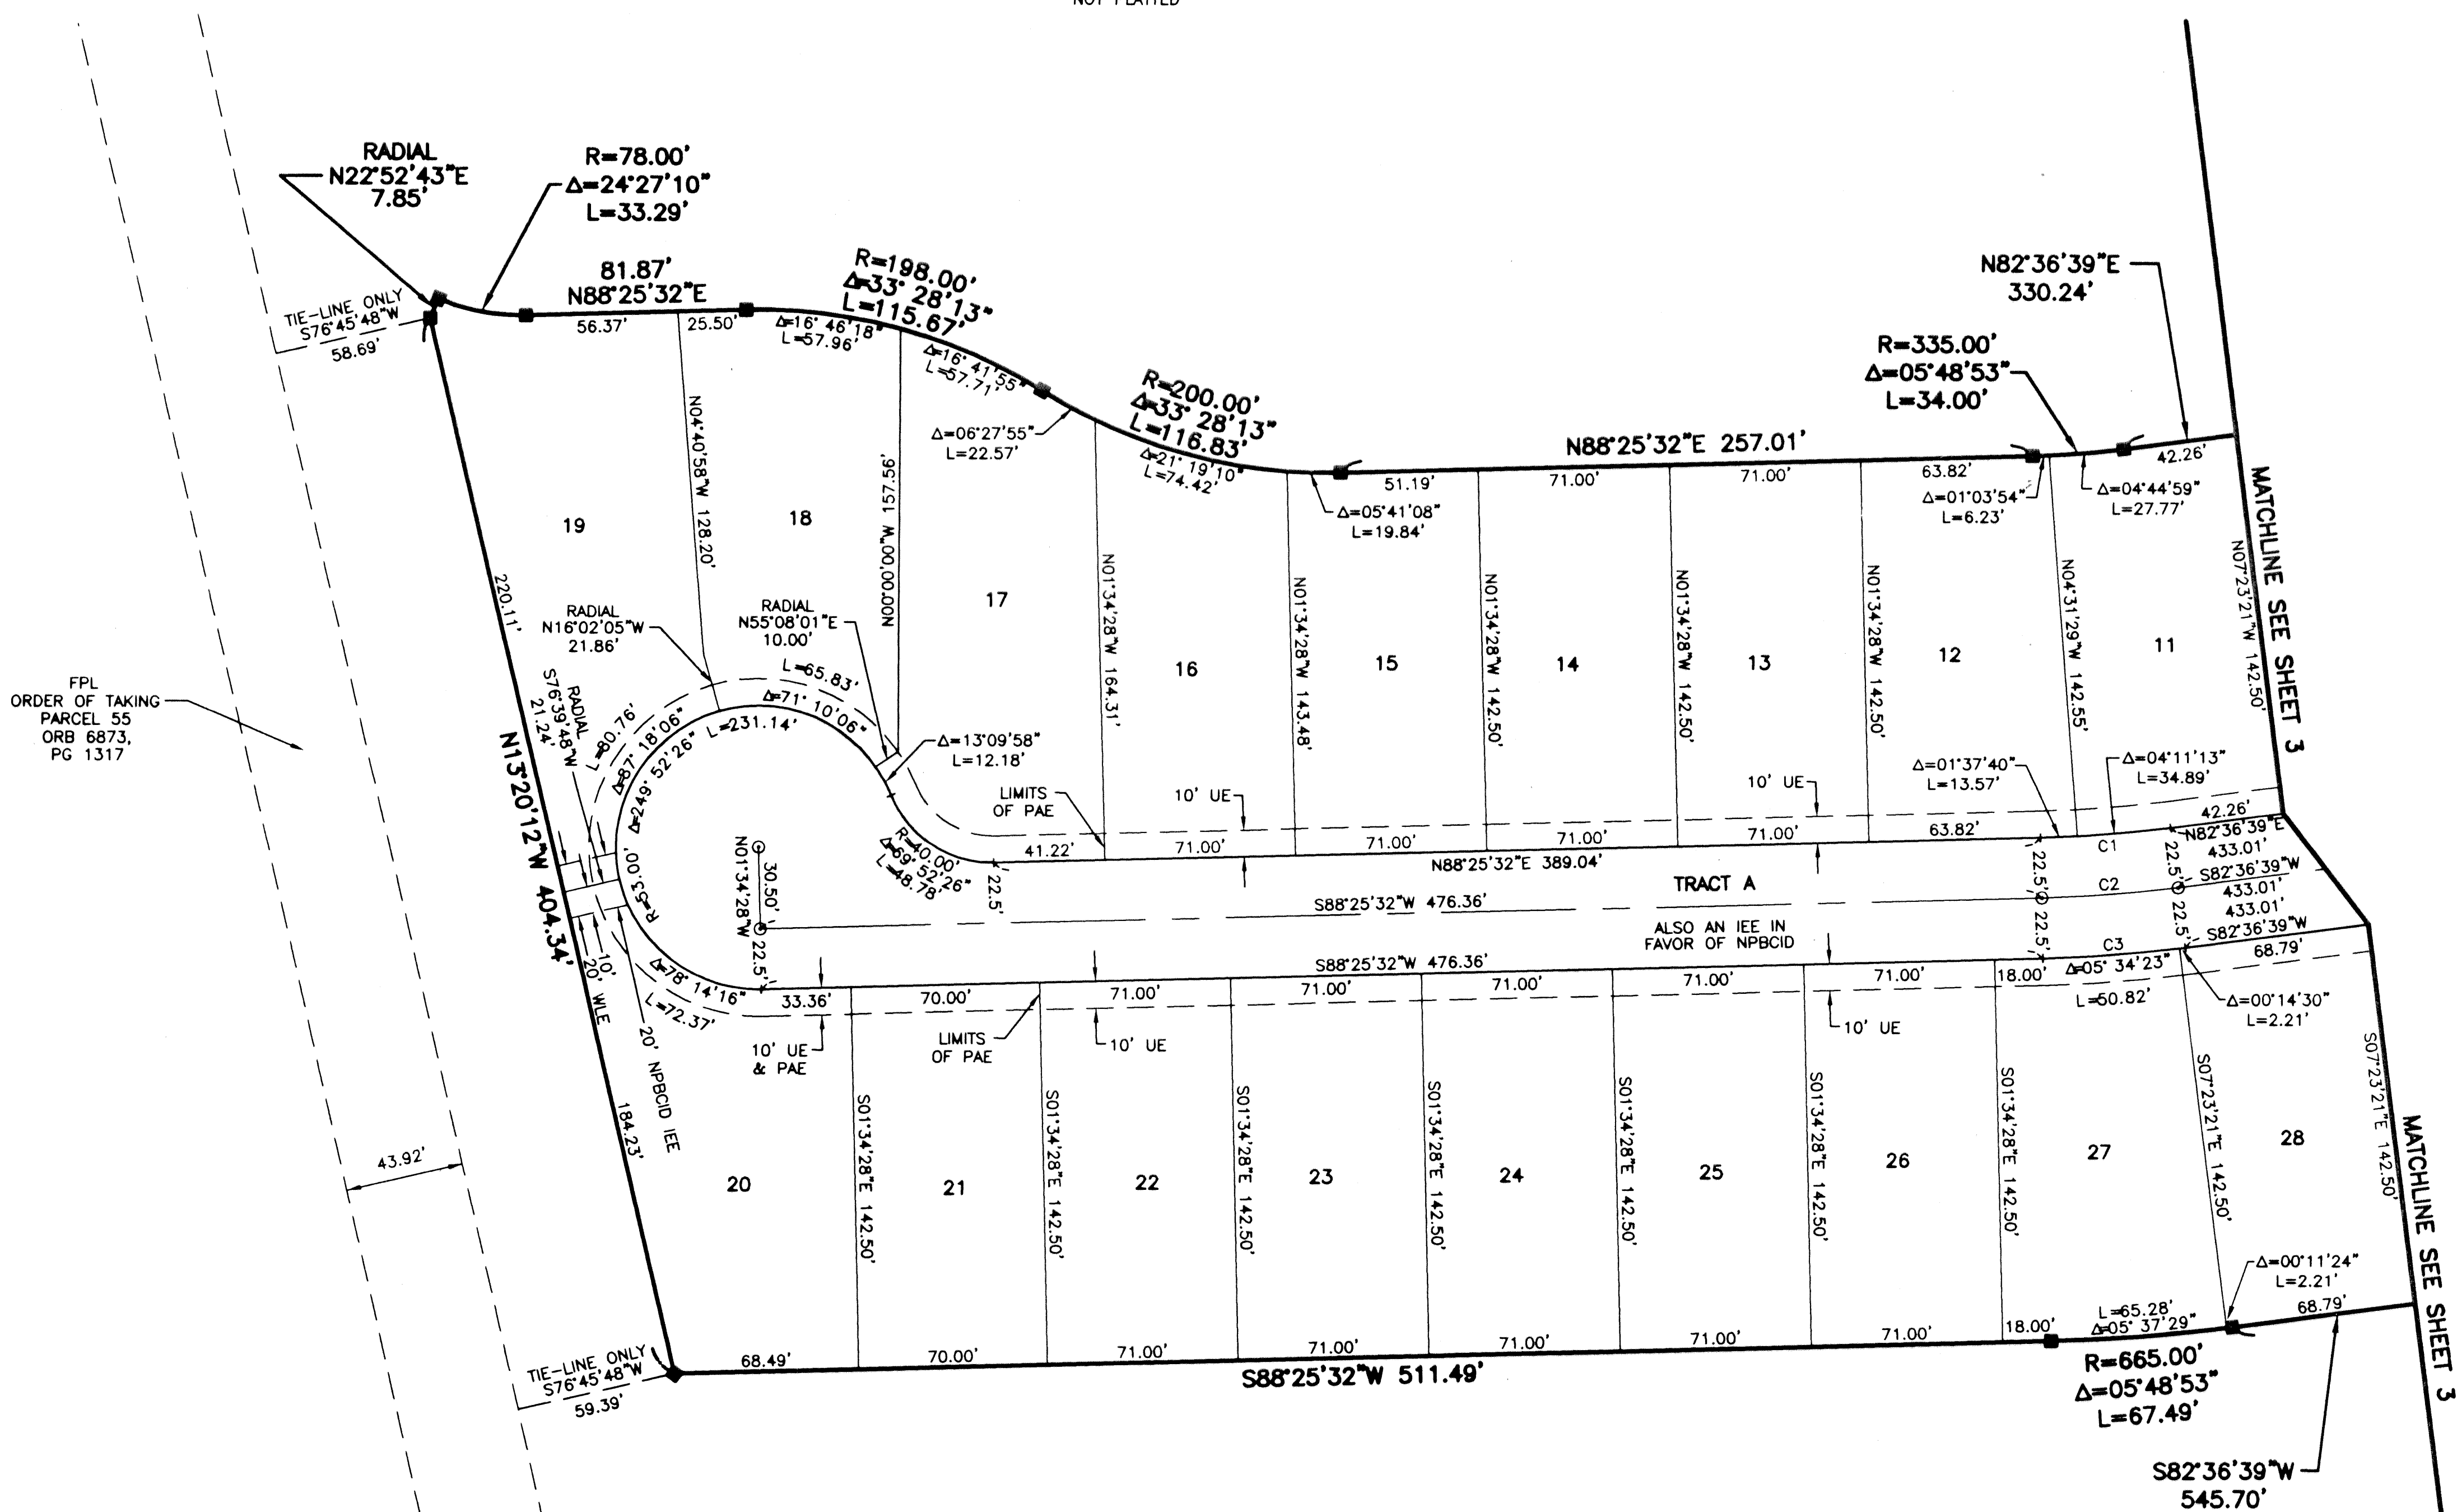 RADIAL
N22°52'43"E
7.85'
R=78.00'
Δ=24°27'10"
L=33.29'
81.87'
N88°25'32"E
R=198.00'
Δ=33° 28'13"
L=115.67'
TIE-LINE ONLY
S76°45'48"W
58.69'
56.37'
25.50'
Δ=16° 46'18"
L=57.96'
Δ=16° 41'55"
L=57.71'
R=200.00'
Δ=33° 28'13"
L=116.83'
Δ=06°27'55"
L=22.57'
Δ=21° 19'10"
L=74.42'
Δ=05°41'08"
L=19.84'
N88°25'32"E 257.01'
51.19'
71.00'
71.00'
63.82'
R=335.00'
Δ=05°48'53"
L=34.00'
N82°36'39"E
330.24'
42.26'
Δ=01°03'54"
L=6.23'
Δ=04°44'59"
L=27.77'
MATCHLINE SEE SHEET 3
N07°23'21"W 142.50'
19
18
17
16
15
14
13
12
11
220.11'
N04°40'58"W 128.20'
N00°00'00"W 157.56'
N01°34'28"W 164.31'
N01°34'28"W 143.48'
N01°34'28"W 142.50'
N01°34'28"W 142.50'
N01°34'28"W 142.50'
N04°31'29"W 142.55'
RADIAL
N16°02'05"W
21.86'
RADIAL
N55°08'01"E
10.00'
RADIAL
S76°39'48"W
21.24'
L=65.83'
Δ=71° 10'06"
L=231.14'
L=80.76'
Δ=87° 18'06"
Δ=249° 52'26"
R=53.00'
Δ=13°09'58"
L=12.18'
R=40.00'
Δ=69° 52'26"
L=48.78'
FPL
ORDER OF TAKING
PARCEL 55
ORB 6873,
PG 1317
N13°20'12"W 404.34'
LIMITS
OF PAE
10' UE
10' UE
Δ=01°37'40"
L=13.57'
Δ=04°11'13"
L=34.89'
41.22'
71.00'
71.00'
71.00'
71.00'
63.82'
42.26'
N88°25'32"E 389.04'
C1
N82°36'39"E
433.01'
22.5'
22.5'
22.5'
TRACT A
C2
S82°36'39"W
433.01'
N01°34'28"W
30.50'
S88°25'32"W 476.36'
ALSO AN IEE IN
FAVOR OF NPBCID
22.5'
22.5'
22.5'
433.01'
S82°36'39"W
S88°25'32"W 476.36'
C3
68.79'
Δ=78° 14'16"
L=72.37'
33.36'
70.00'
71.00'
71.00'
71.00'
71.00'
71.00'
18.00'
Δ=05° 34'23"
L=50.82'
Δ=00°14'30"
L=2.21'
10'
20' WLE
20' NPBCID IEE
10' UE
& PAE
LIMITS
OF PAE
10' UE
10' UE
184.23'
43.92'
20
21
22
23
24
25
26
27
28
S01°34'28"E 142.50'
S01°34'28"E 142.50'
S01°34'28"E 142.50'
S01°34'28"E 142.50'
S01°34'28"E 142.50'
S01°34'28"E 142.50'
S01°34'28"E 142.50'
S07°23'21"E 142.50'
S07°23'21"E 142.50'
MATCHLINE SEE SHEET 3
Δ=00°11'24"
L=2.21'
TIE-LINE ONLY
S76°45'48"W
59.39'
68.49'
70.00'
71.00'
71.00'
71.00'
71.00'
71.00'
18.00'
L=65.28'
Δ=05° 37'29"
68.79'
S88°25'32"W 511.49'
R=665.00'
Δ=05°48'53"
L=67.49'
S82°36'39"W
545.70'